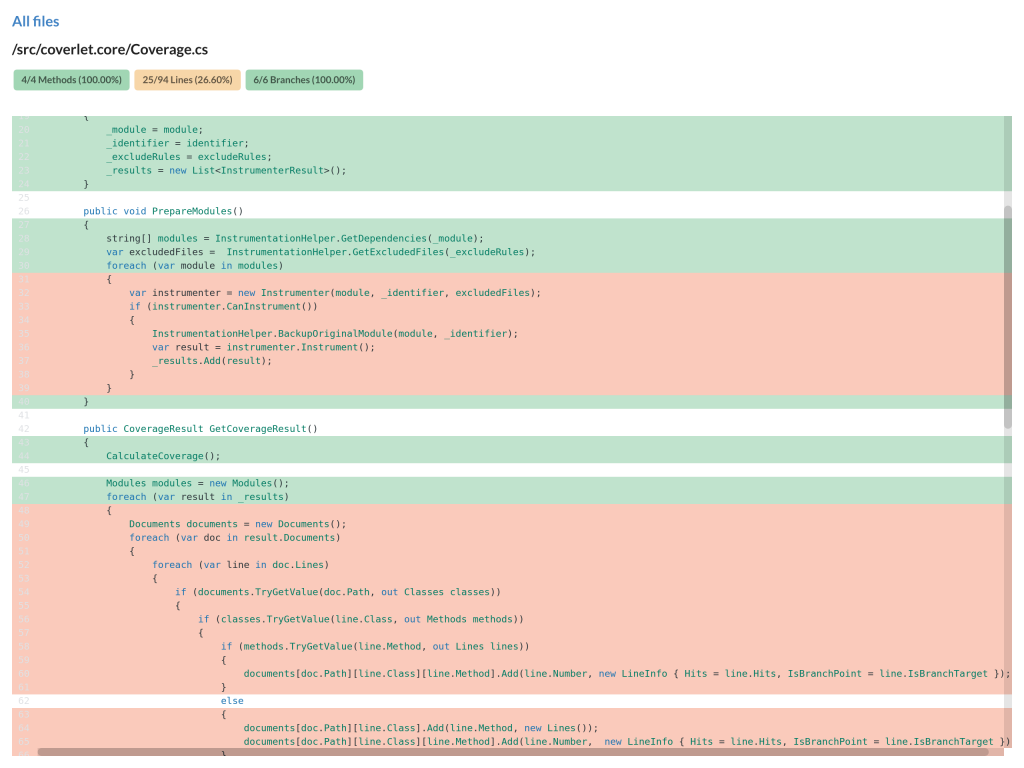 All files
/src/coverlet.core/Coverage.cs
4/4 Methods (100.00%) 25/94 Lines (26.60%) 6/6 Branches (100.00%)
{
20 _module = module;
21 _identifier = identifier;
22 _excludeRules = excludeRules;
23 _results = new List<InstrumenterResult>();
24 }
25
26 public void PrepareModules()
27 {
28 string[] modules = InstrumentationHelper.GetDependencies(_module);
29 var excludedFiles =  InstrumentationHelper.GetExcludedFiles(_excludeRules);
30 foreach (var module in modules)
31 {
32 var instrumenter = new Instrumenter(module, _identifier, excludedFiles);
33 if (instrumenter.CanInstrument())
34 {
35 InstrumentationHelper.BackupOriginalModule(module, _identifier);
36 var result = instrumenter.Instrument();
37 _results.Add(result);
38 }
39 }
40 }
41
42 public CoverageResult GetCoverageResult()
43 {
44 CalculateCoverage();
45
46 Modules modules = new Modules();
47 foreach (var result in _results)
48 {
49 Documents documents = new Documents();
50 foreach (var doc in result.Documents)
51 {
52 foreach (var line in doc.Lines)
53 {
54 if (documents.TryGetValue(doc.Path, out Classes classes))
55 {
56 if (classes.TryGetValue(line.Class, out Methods methods))
57 {
58 if (methods.TryGetValue(line.Method, out Lines lines))
59 {
60 documents[doc.Path][line.Class][line.Method].Add(line.Number, new LineInfo { Hits = line.Hits, IsBranchPoint = line.IsBranchTarget });
61 }
62 else
63 {
64 documents[doc.Path][line.Class].Add(line.Method, new Lines());
65 documents[doc.Path][line.Class][line.Method].Add(line.Number,  new LineInfo { Hits = line.Hits, IsBranchPoint = line.IsBranchTarget })
}